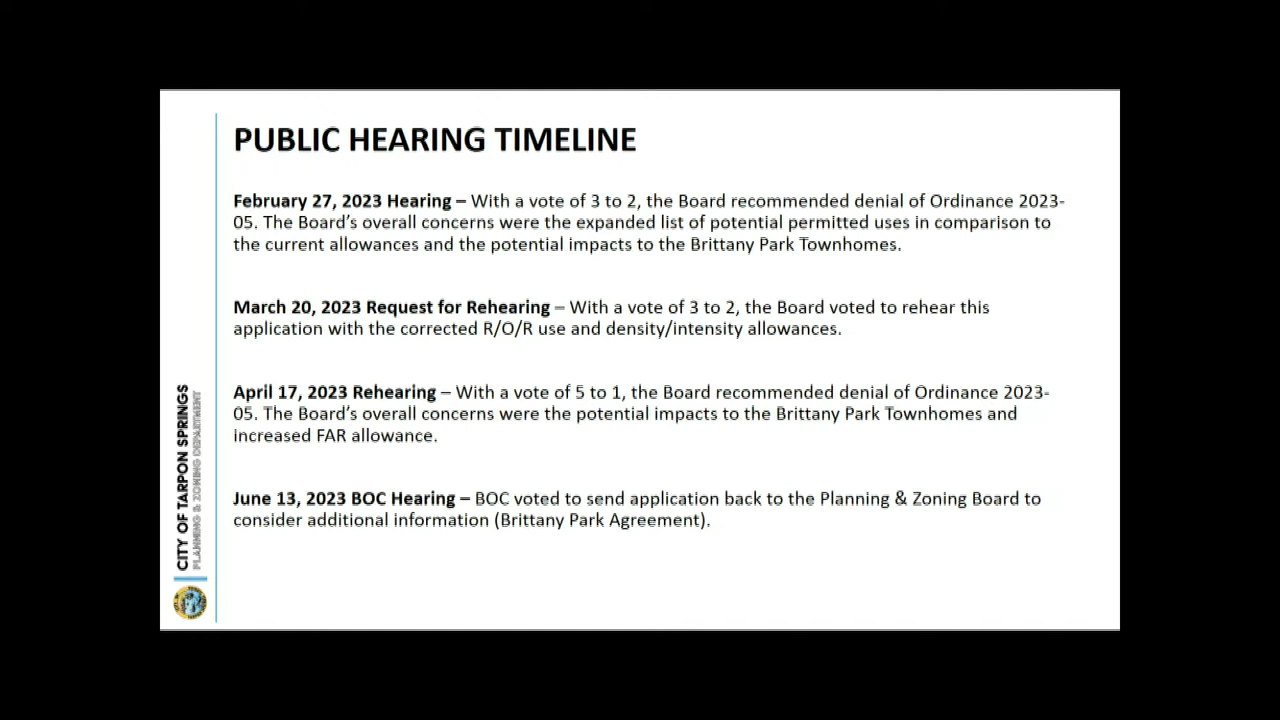 PUBLIC HEARING TIMELINE
February 27, 2023 Hearing – With a vote of 3 to 2, the Board recommended denial of Ordinance 2023-
05. The Board's overall concerns were the expanded list of potential permitted uses in comparison to
the current allowances and the potential impacts to the Brittany Park Townhomes.
March 20, 2023 Request for Rehearing – With a vote of 3 to 2, the Board voted to rehear this
application with the corrected R/O/R use and density/intensity allowances.
April 17, 2023 Rehearing – With a vote of 5 to 1, the Board recommended denial of Ordinance 2023-
05. The Board's overall concerns were the potential impacts to the Brittany Park Townhomes and
increased FAR allowance.
June 13, 2023 BOC Hearing – BOC voted to send application back to the Planning & Zoning Board to
consider additional information (Brittany Park Agreement).
CITY OF TARPON SPRINGS
PLANNING & ZONING DEPARTMENT